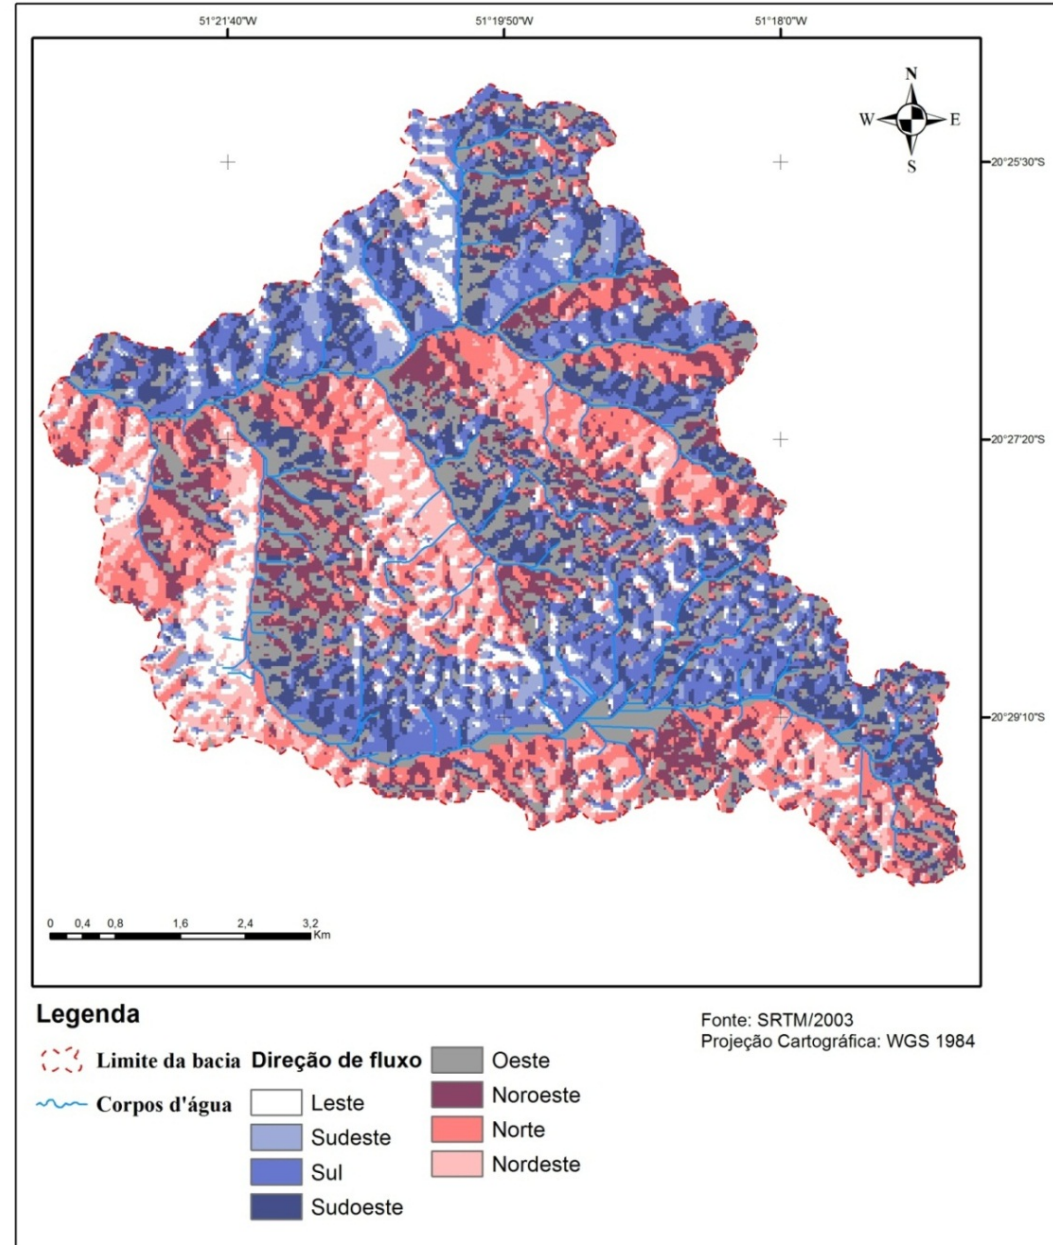 51°21'40"W 51°19'50"W 51°18'0"W
N
W E
S
20°25'30"S
20°27'20"S
20°29'10"S
0 0,4 0,8 1,6 2,4 3,2
Km
Legenda
Limite da bacia
Corpos d'água
Direção de fluxo
Leste
Sudeste
Sul
Sudoeste
Oeste
Noroeste
Norte
Nordeste
Fonte: SRTM/2003
Projeção Cartográfica: WGS 1984